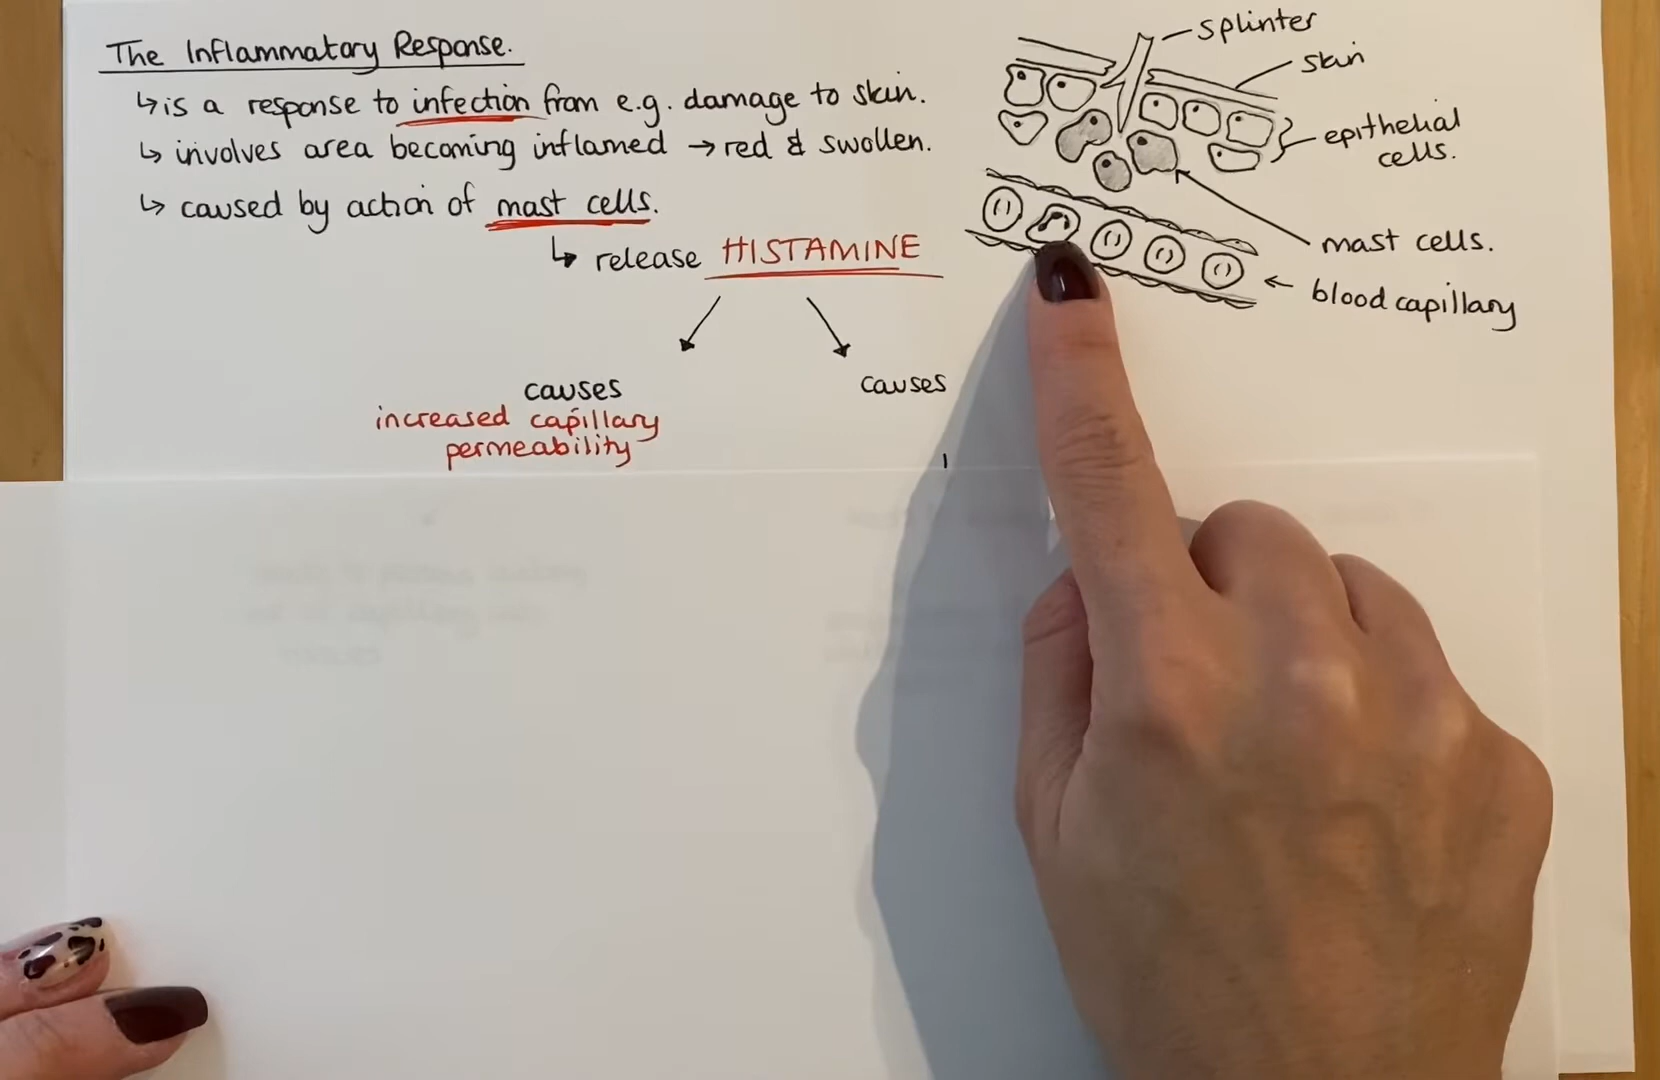 The Inflammatory Response.
↳ is a response to infection from e.g. damage to skin.
↳ involves area becoming inflamed → red & swollen.
↳ caused by action of mast cells.
↳ release HISTAMINE
causes
increased capillary
permeability
causes
splinter
skin
epithelial
cells.
mast cells.
blood capillary